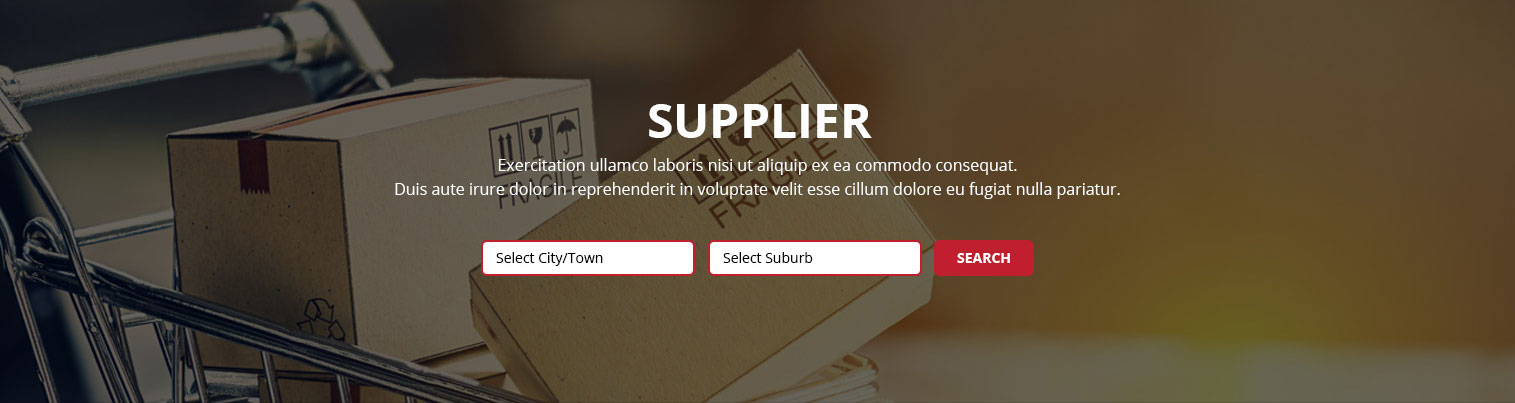 SUPPLIER
Exercitation ullamco laboris nisi ut aliquip ex ea commodo consequat.
Duis aute irure dolor in reprehenderit in voluptate velit esse cillum dolore eu fugiat nulla pariatur.
FRAGILE
FRAGILE
Select City/Town
Select Suburb
SEARCH